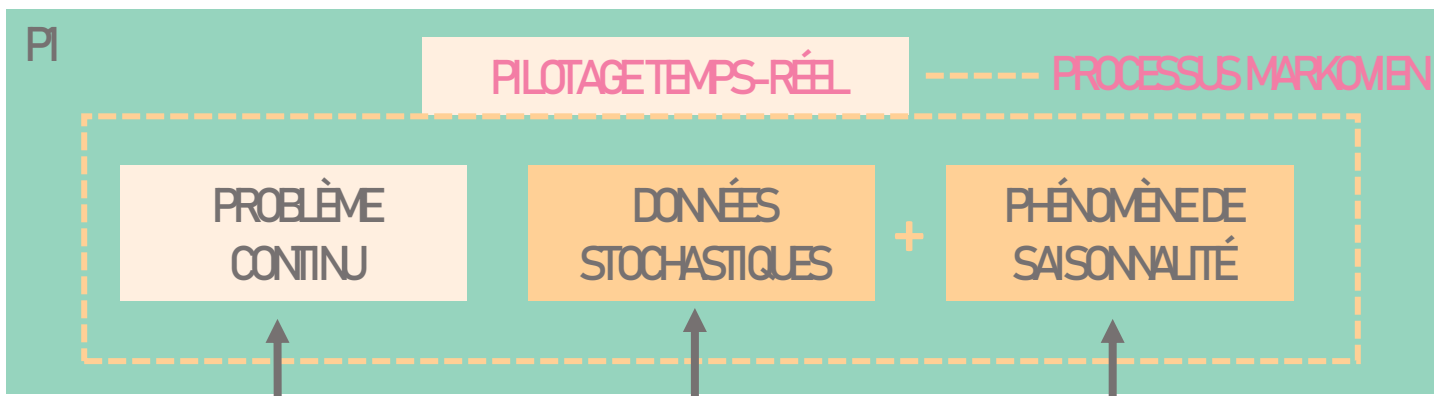 P1
PILOTAGE TEMPS-RÉEL
PROCESSUS MARKOVIEN
PROBLÈME
CONTINU
DONNÉES
STOCHASTIQUES
+
PHÉNOMÈNE DE
SAISONNALITÉ